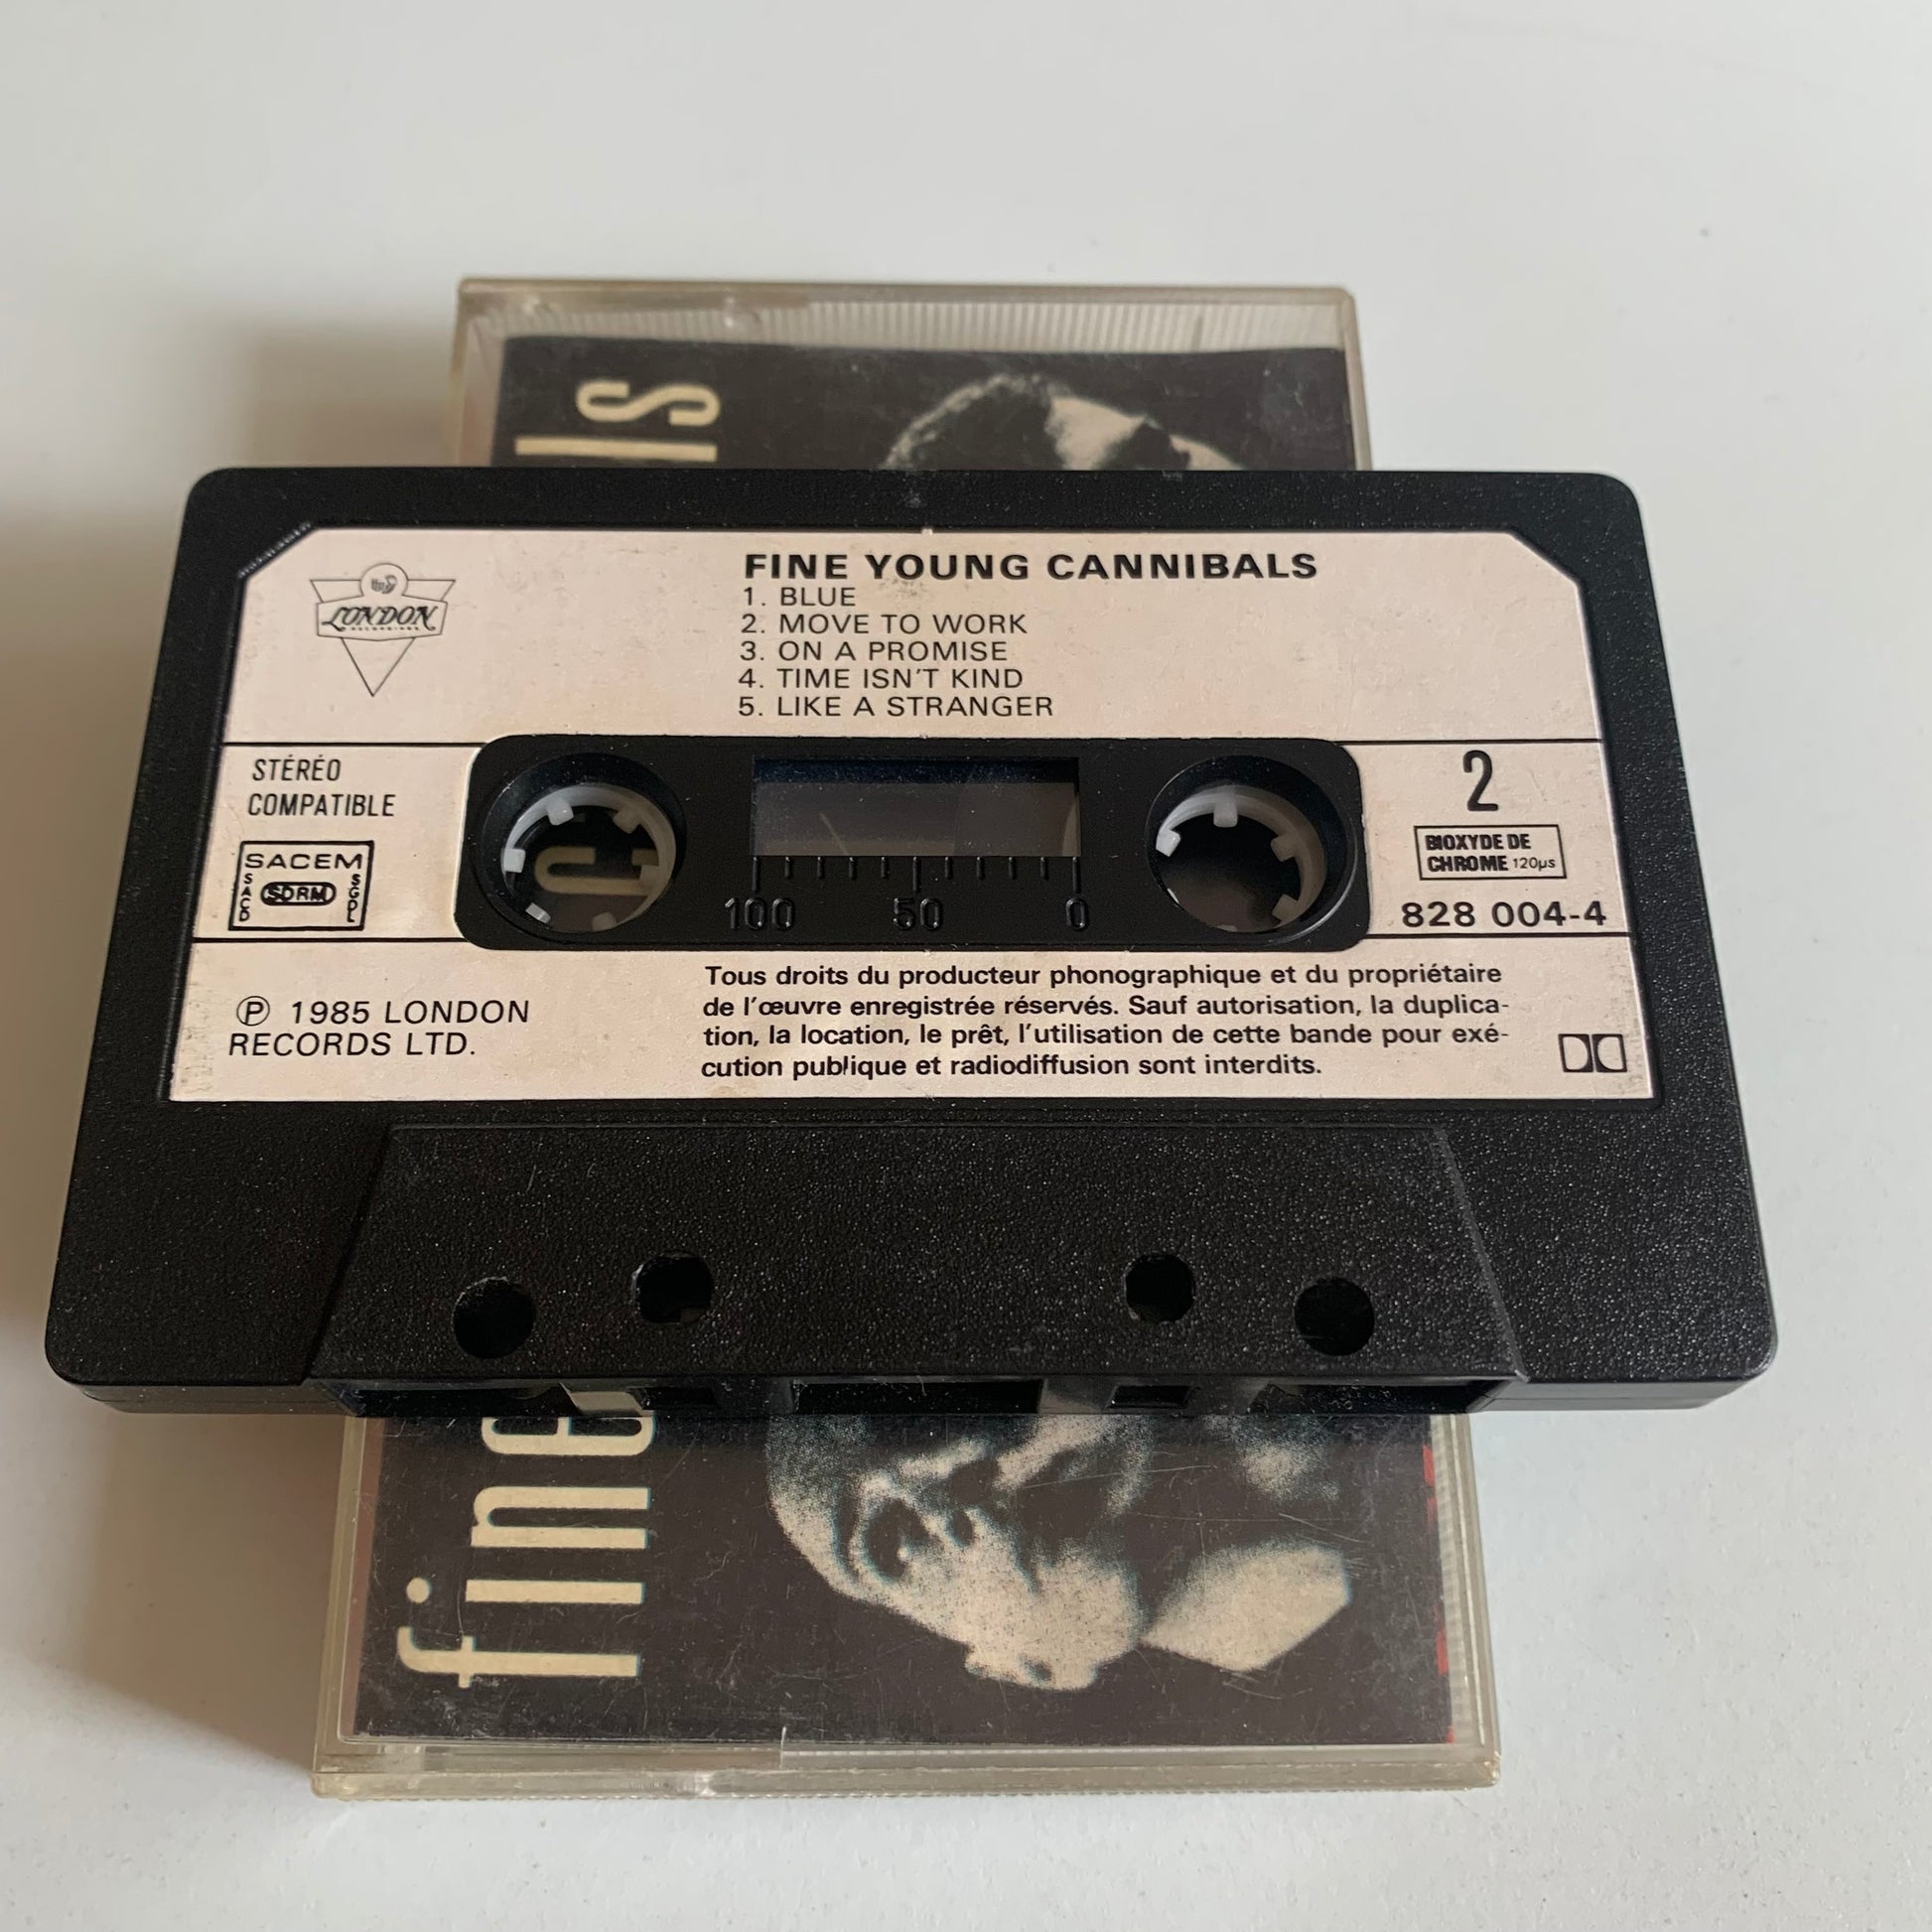 ls
FINE YOUNG CANNIBALS
1. BLUE
2. MOVE TO WORK
3. ON A PROMISE
4. TIME ISN'T KIND
5. LIKE A STRANGER
LONDON
STÉRÉO
COMPATIBLE
SACEM
SACD
SDRM
SGDL
100 50 0
2
BIOXYDE DE
CHROME 120µs
828 004-4
℗ 1985 LONDON
RECORDS LTD.
Tous droits du producteur phonographique et du propriétaire
de l'œuvre enregistrée réservés. Sauf autorisation, la duplica-
tion, la location, le prêt, l'utilisation de cette bande pour exé-
cution publique et radiodiffusion sont interdits.
fine